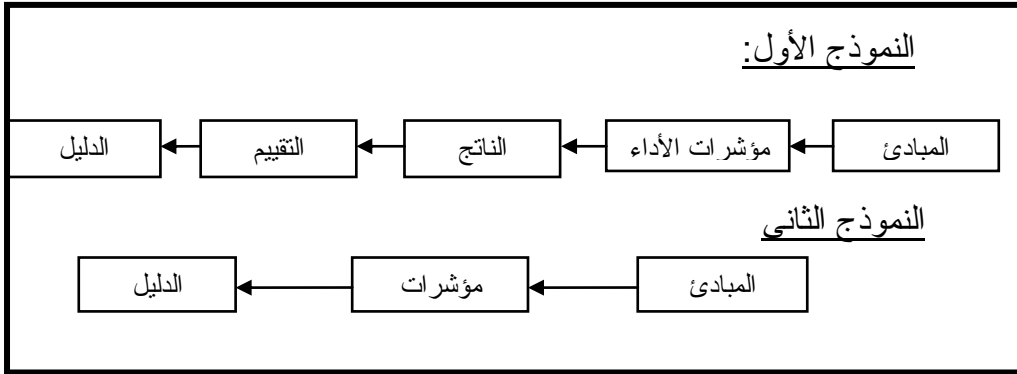 النموذج الأول:
المبادئ مؤشرات الأداء الناتج التقييم الدليل
النموذج الثاني
المبادئ مؤشرات الدليل